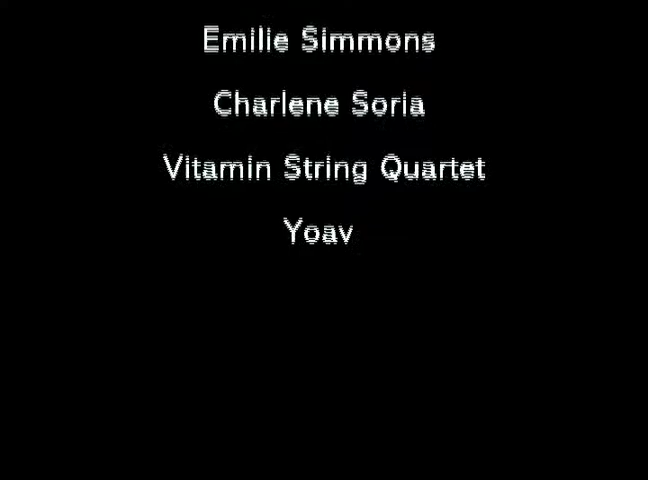 Emilie Simmons
Charlene Soria
Vitamin String Quartet
Yoav